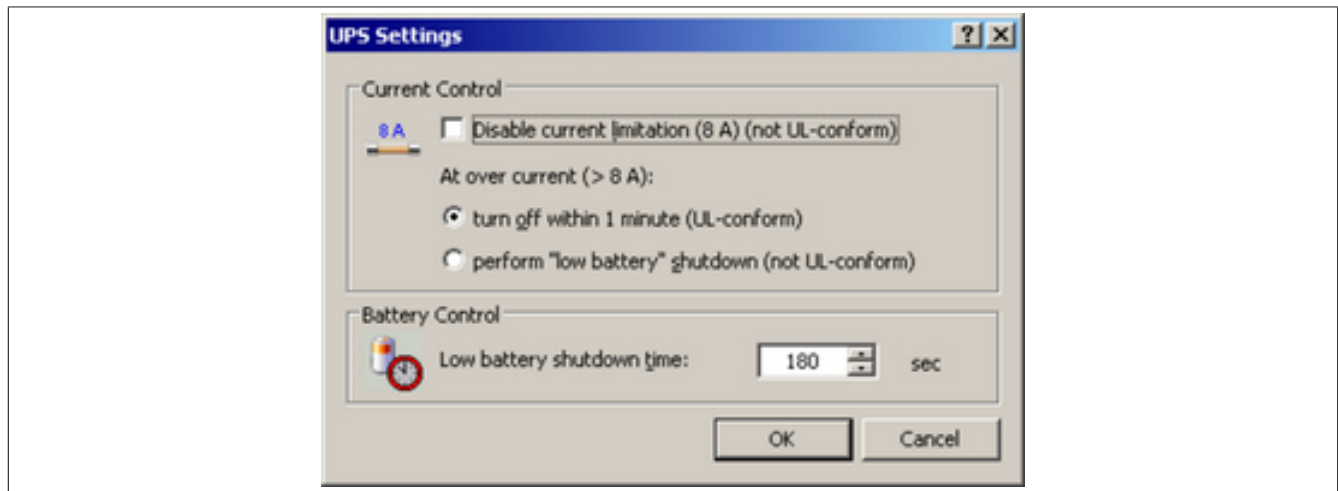 UPS Settings
Current Control
8 A
Disable current limitation (8 A) (not UL-conform)
At over current (> 8 A):
turn off within 1 minute (UL-conform)
perform "low battery" shutdown (not UL-conform)
Battery Control
Low battery shutdown time: 180 sec
OK Cancel